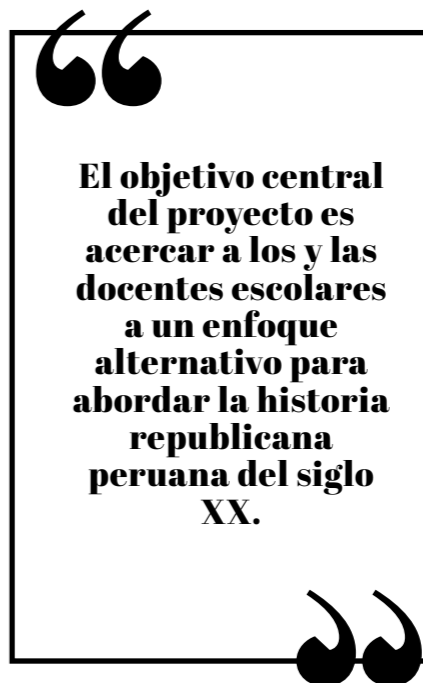 El objetivo central
del proyecto es
acercar a los y las
docentes escolares
a un enfoque
alternativo para
abordar la historia
republicana
peruana del siglo
XX.